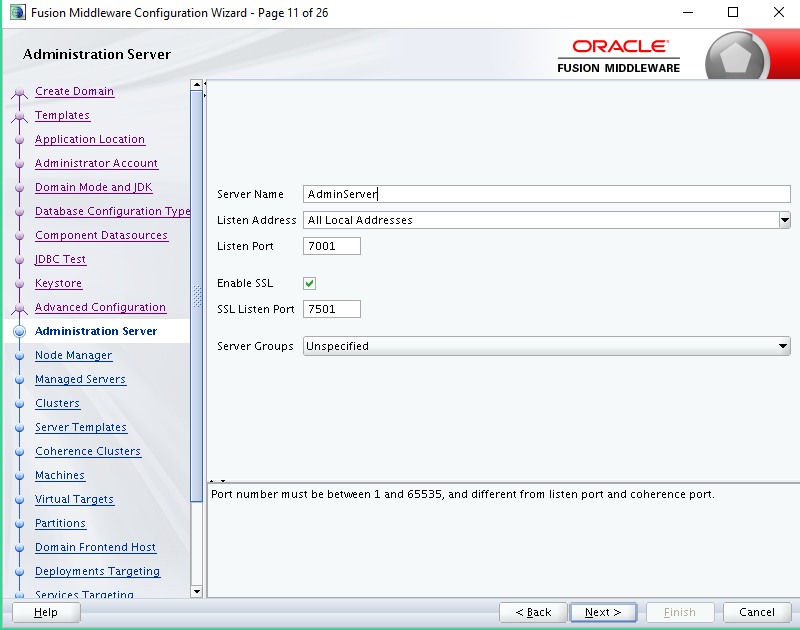 Fusion Middleware Configuration Wizard - Page 11 of 26
Administration Server
ORACLE
FUSION MIDDLEWARE
Create Domain
Templates
Application Location
Administrator Account
Domain Mode and JDK
Database Configuration Type
Component Datasources
JDBC Test
Keystore
Advanced Configuration
Administration Server
Node Manager
Managed Servers
Clusters
Server Templates
Coherence Clusters
Machines
Virtual Targets
Partitions
Domain Frontend Host
Deployments Targeting
Services Targeting
Server Name AdminServer
Listen Address All Local Addresses
Listen Port 7001
Enable SSL
SSL Listen Port 7501
Server Groups Unspecified
Port number must be between 1 and 65535, and different from listen port and coherence port.
Help < Back Next > Finish Cancel